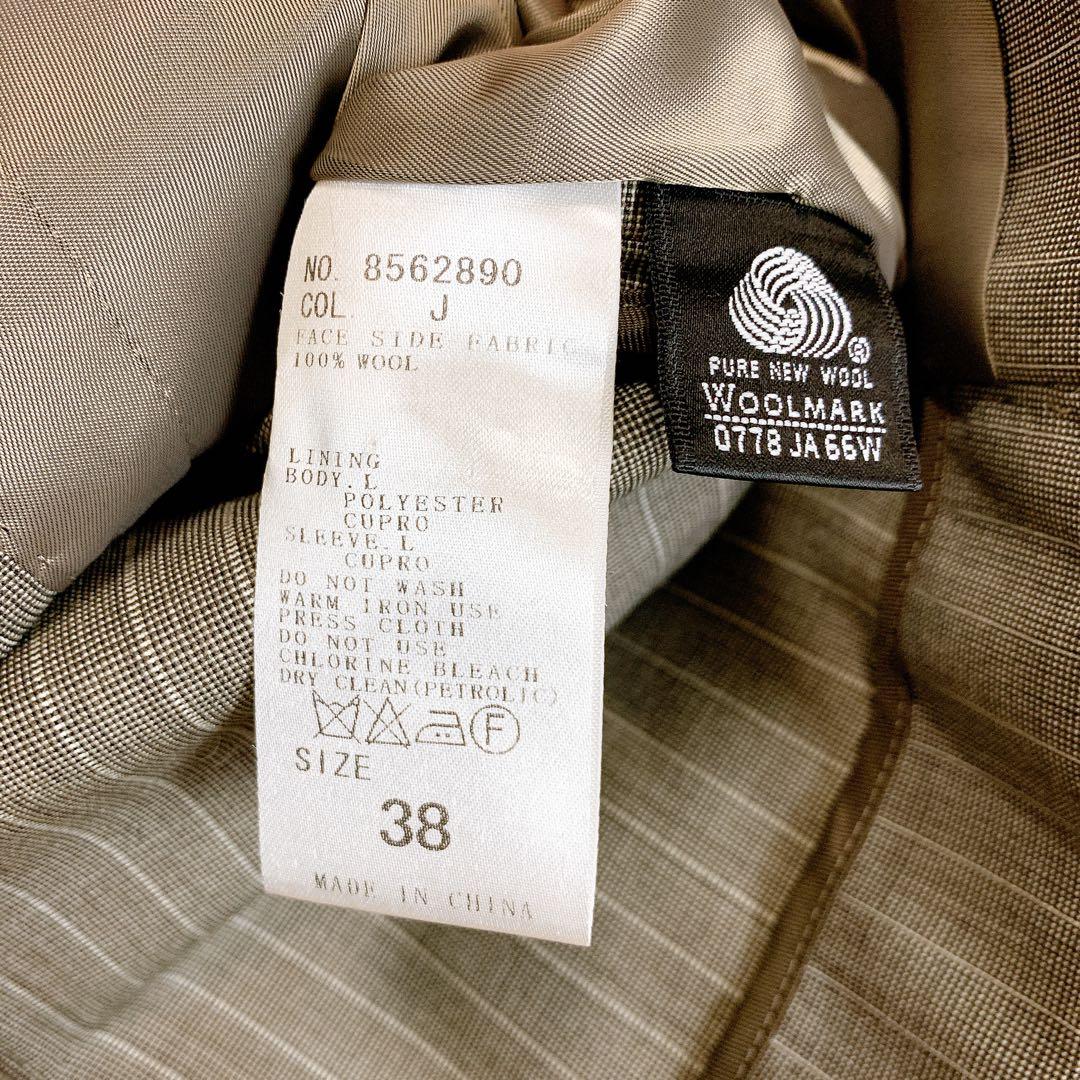 NO. 8562890
COL. J
FACE SIDE FABRIC
100% WOOL
LINING
BODY.L
POLYESTER
CUPRO
SLEEVE.L
CUPRO
DO NOT WASH
WARM IRON USE
PRESS CLOTH
DO NOT USE
CHLORINE BLEACH
DRY CLEAN(PETROLIC)
F
SIZE
38
MADE IN CHINA
®
PURE NEW WOOL
WOOLMARK
0778 JA66W